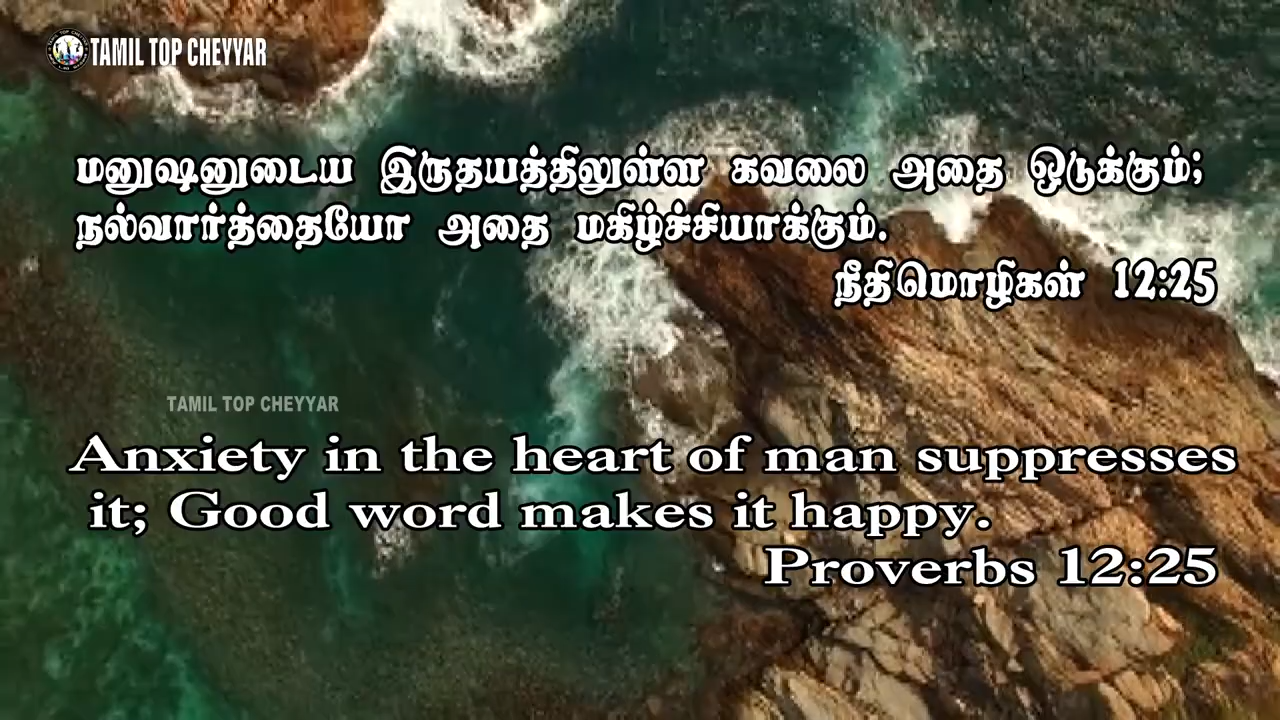 TAMIL TOP CHEYYAR
மனுஷனுடைய இருதயத்திலுள்ள கவலை அதை ஒடுக்கும்;
நல்வார்த்தையோ அதை மகிழ்ச்சியாக்கும்.
நீதிமொழிகள் 12:25
TAMIL TOP CHEYYAR
Anxiety in the heart of man suppresses
it; Good word makes it happy.
Proverbs 12:25